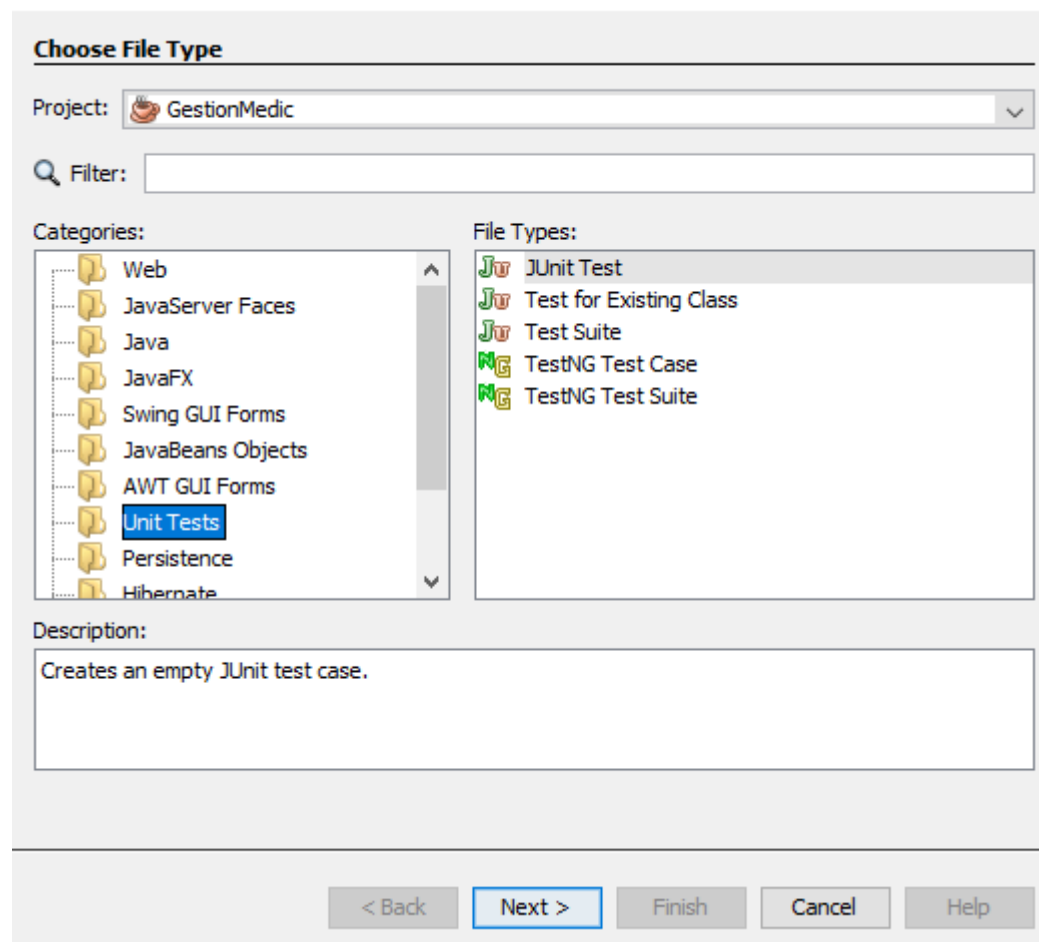 Choose File Type
Project: GestionMedic
Filter:
Categories:
Web
JavaServer Faces
Java
JavaFX
Swing GUI Forms
JavaBeans Objects
AWT GUI Forms
Unit Tests
Persistence
Hibernate
File Types:
JUnit Test
Test for Existing Class
Test Suite
TestNG Test Case
TestNG Test Suite
Description:
Creates an empty JUnit test case.
< Back Next > Finish Cancel Help